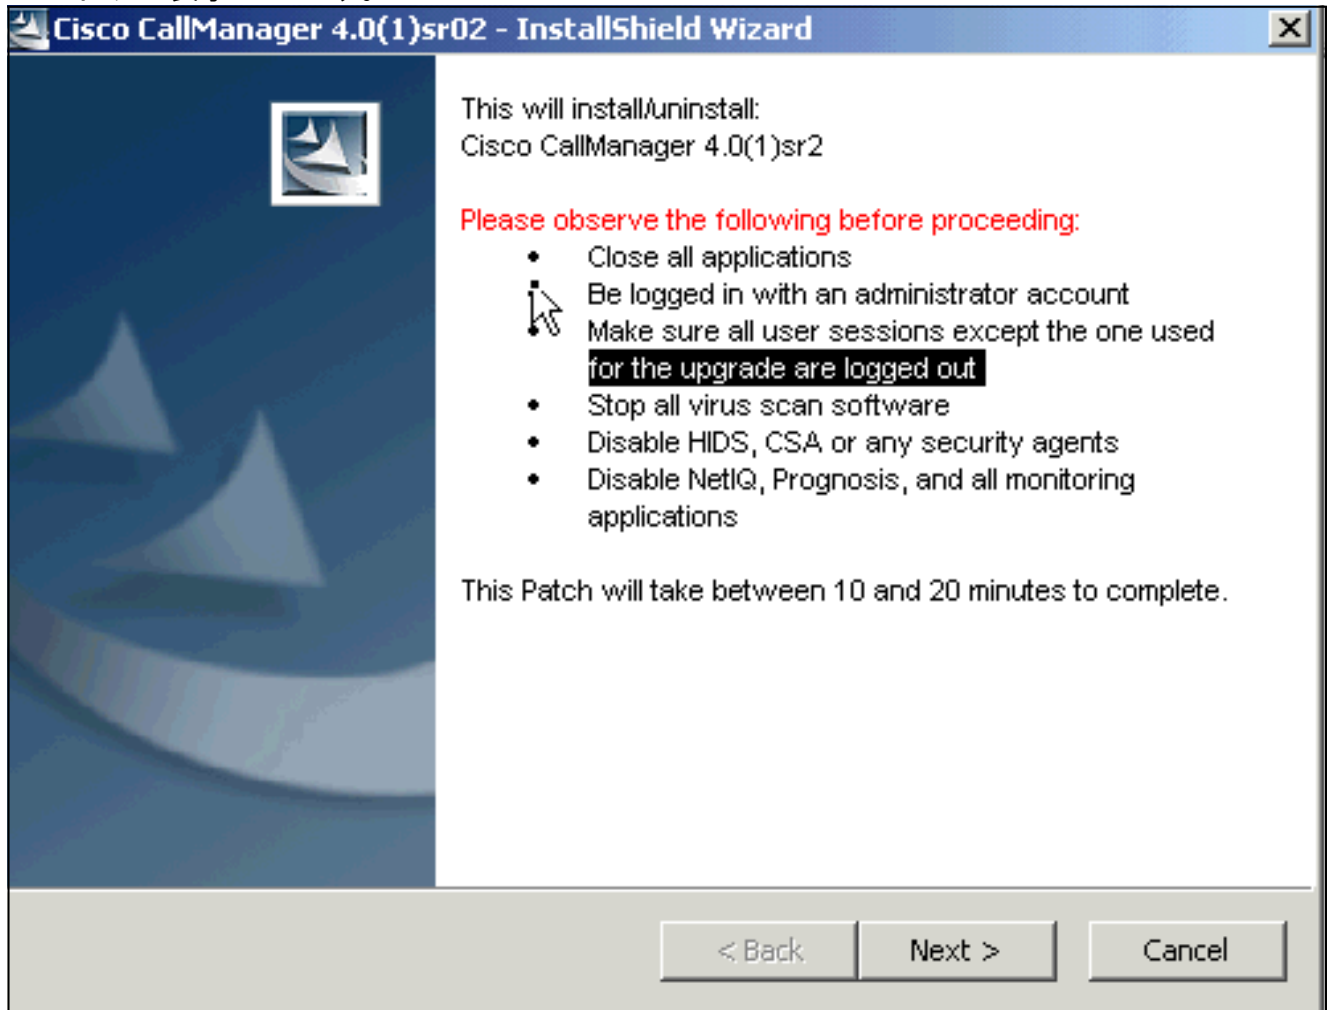 Cisco CallManager 4.0(1)sr02 - InstallShield Wizard
This will install/uninstall:
Cisco CallManager 4.0(1)sr2
Please observe the following before proceeding:
• Close all applications
• Be logged in with an administrator account
• Make sure all user sessions except the one used
for the upgrade are logged out
• Stop all virus scan software
• Disable HIDS, CSA or any security agents
• Disable NetIQ, Prognosis, and all monitoring
applications
This Patch will take between 10 and 20 minutes to complete.
< Back
Next >
Cancel